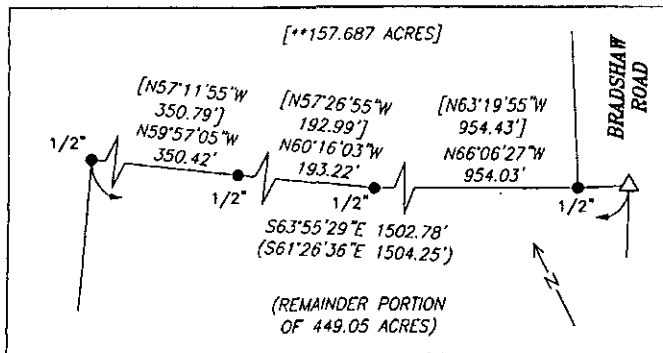 [**157.687 ACRES]
BRADSHAW
ROAD
[N57°11'55"W
350.79']
N59°57'05"W
350.42'
[N57°26'55"W
192.99']
N60°16'03"W
193.22'
[N63°19'55"W
954.43']
N66°06'27"W
954.03'
1/2"
1/2"
1/2"
1/2"
S63°55'29"E 1502.78'
(S61°26'36"E 1504.25')
N
(REMAINDER PORTION
OF 449.05 ACRES)